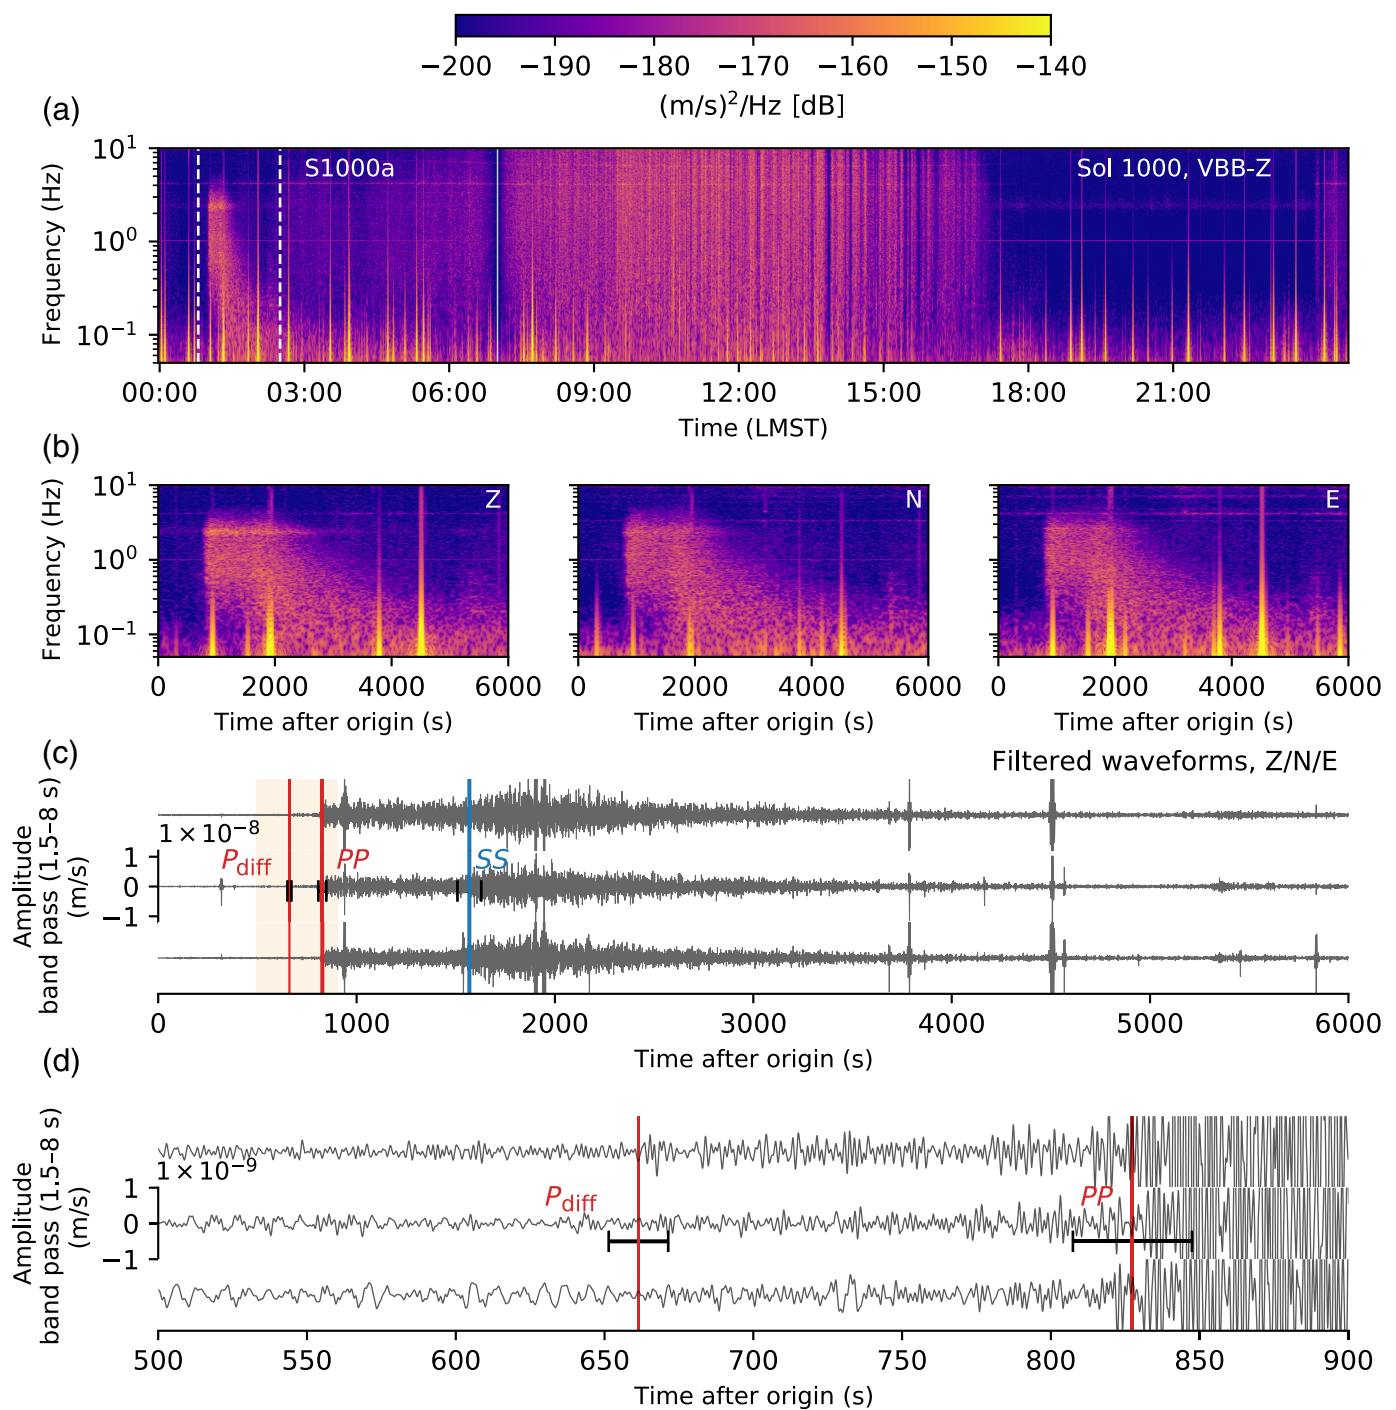 −200 −190 −180 −170 −160 −150 −140
(m/s)²/Hz [dB]
(a)
S1000a
Sol 1000, VBB-Z
Frequency (Hz)
10¹
10⁰
10⁻¹
00:00 03:00 06:00 09:00 12:00 15:00 18:00 21:00
Time (LMST)
(b)
Frequency (Hz)
10¹
10⁰
10⁻¹
Z
N
E
0 2000 4000 6000
0 2000 4000 6000
0 2000 4000 6000
Time after origin (s)
Time after origin (s)
Time after origin (s)
(c)
Filtered waveforms, Z/N/E
Amplitude
band pass (1.5–8 s)
(m/s)
1 × 10⁻⁸
1
0
−1
P_diff
PP
SS
0 1000 2000 3000 4000 5000 6000
Time after origin (s)
(d)
Amplitude
band pass (1.5–8 s)
(m/s)
1 × 10⁻⁹
1
0
−1
P_diff
PP
500 550 600 650 700 750 800 850 900
Time after origin (s)